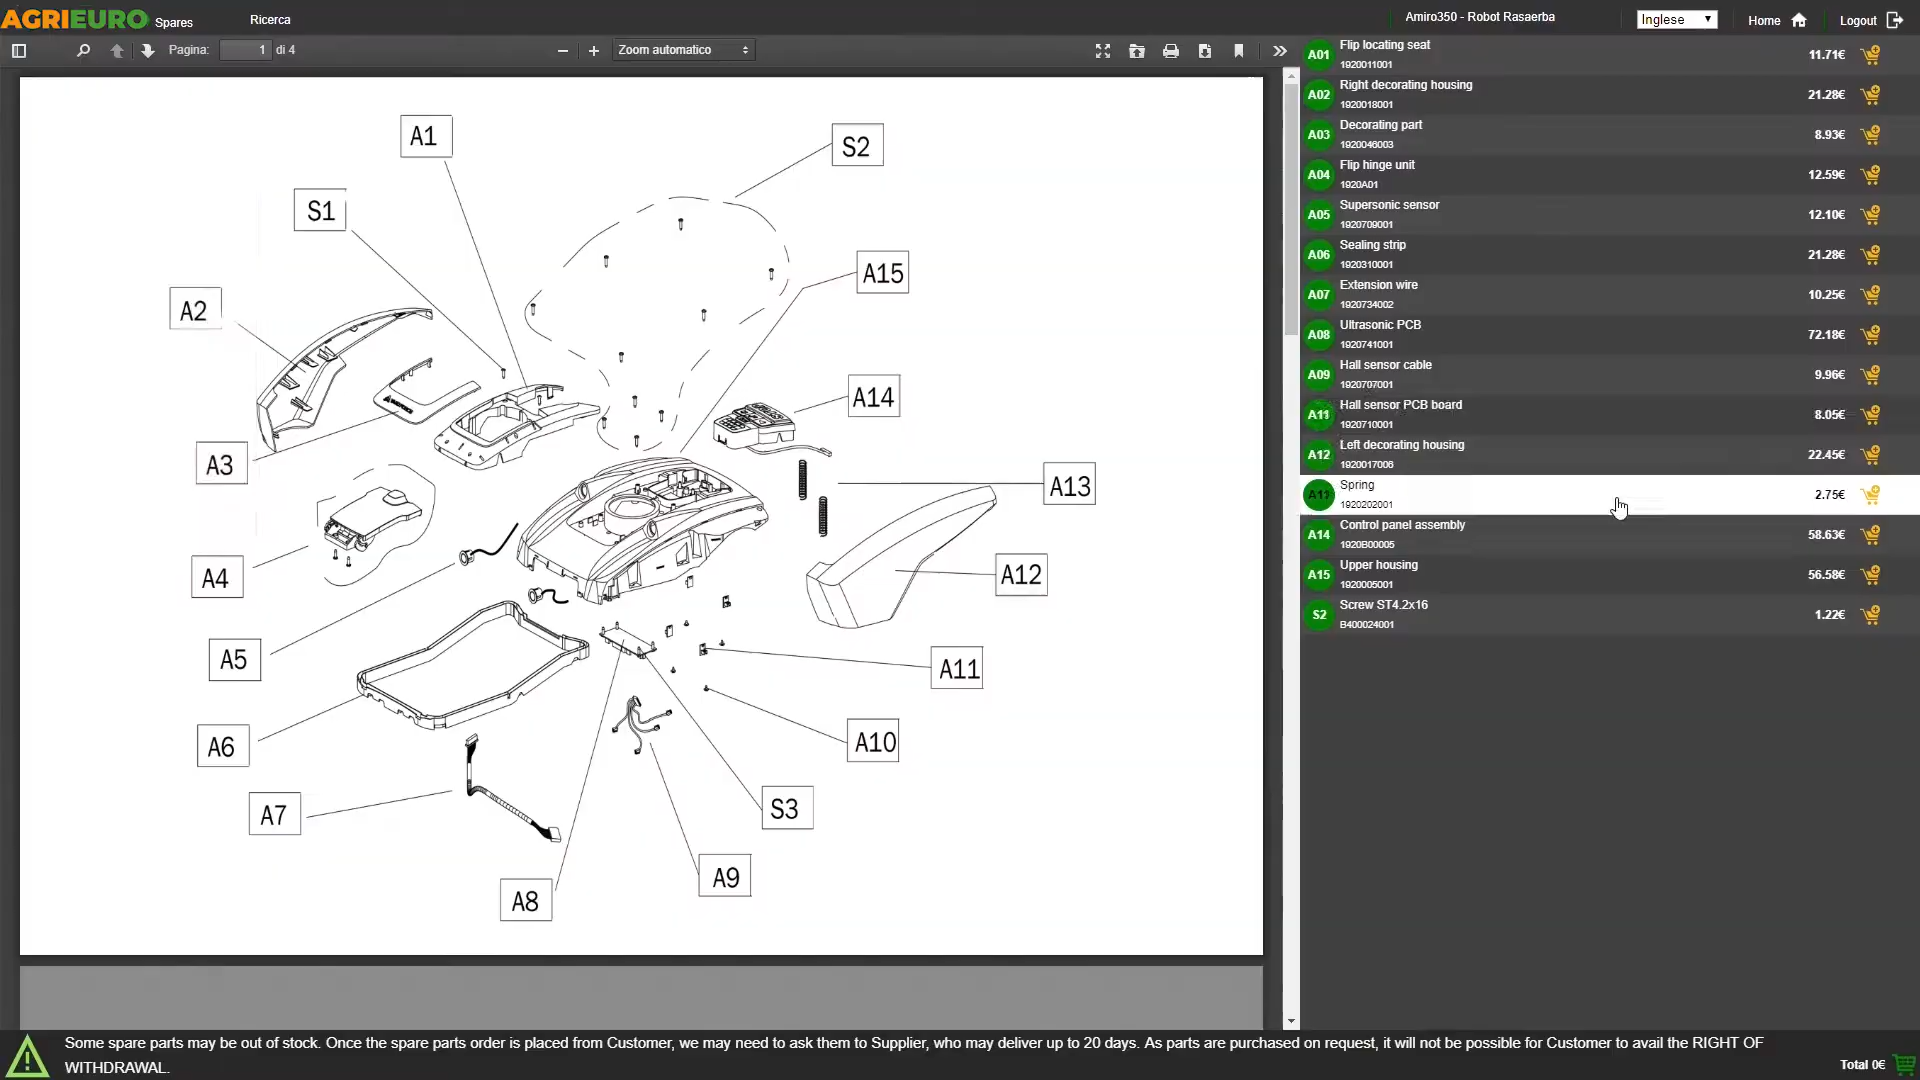 AGRIEURO Spares
Ricerca
Amiro350 - Robot Rasaerba
Inglese
Home
Logout
Pagina: 1 di 4
Zoom automatico
A1
S2
S1
A15
A2
A14
A3
A13
A4
A12
A5
A11
A6
A10
A7
S3
A9
A8
A01 Flip locating seat 11.71€
1920011001
A02 Right decorating housing 21.28€
1920018001
A03 Decorating part 8.93€
1920046003
A04 Flip hinge unit 12.59€
1920A01
A05 Supersonic sensor 12.10€
1920709001
A06 Sealing strip 21.28€
1920310001
A07 Extension wire 10.25€
1920734002
A08 Ultrasonic PCB 72.18€
1920741001
A09 Hall sensor cable 9.96€
1920707001
A11 Hall sensor PCB board 8.05€
1920710001
A12 Left decorating housing 22.45€
1920017006
Spring 2.75€
1920202001
A14 Control panel assembly 58.63€
1920B00005
A15 Upper housing 56.58€
1920005001
S2 Screw ST4.2x16 1.22€
B400024001
Some spare parts may be out of stock. Once the spare parts order is placed from Customer, we may need to ask them to Supplier, who may deliver up to 20 days. As parts are purchased on request, it will not be possible for Customer to avail the RIGHT OF
WITHDRAWAL.
Total 0€